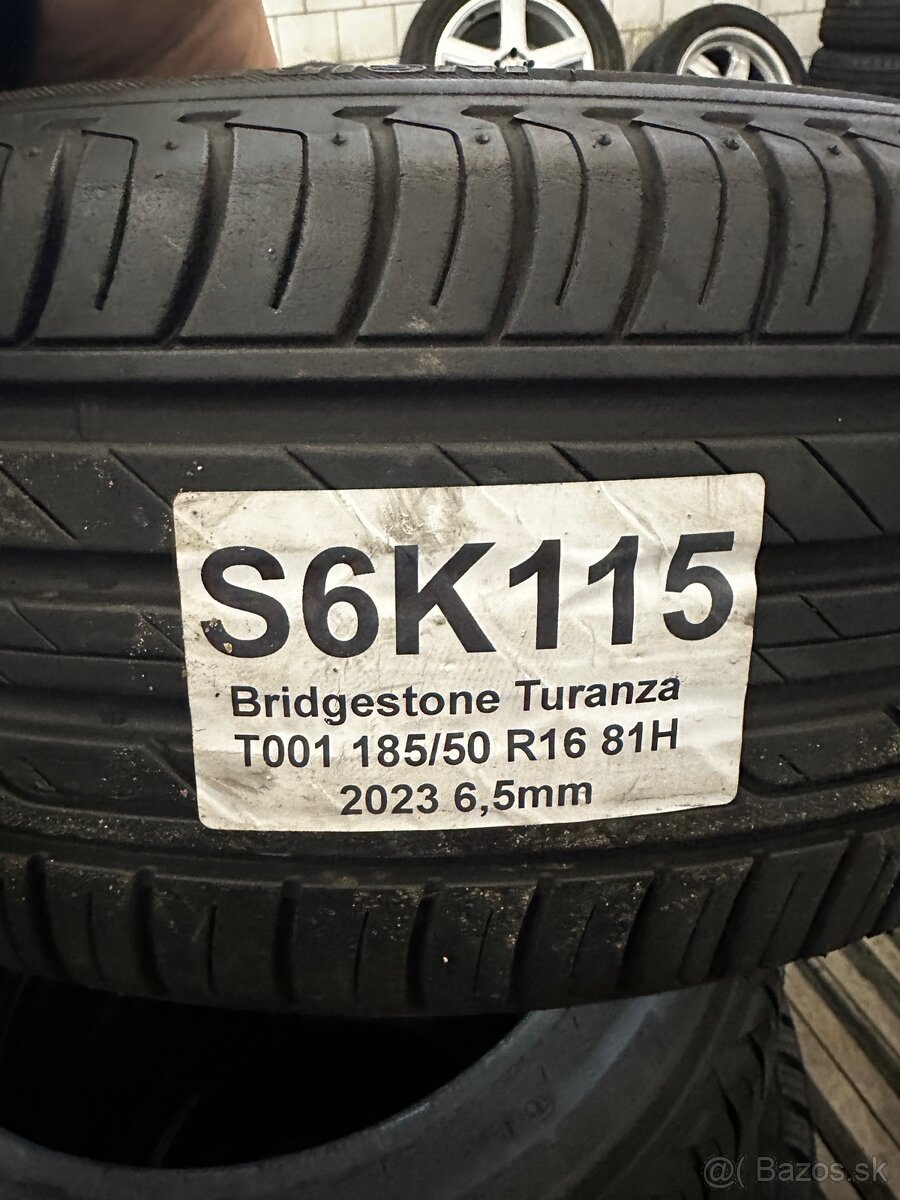 S6K115
Bridgestone Turanza
T001 185/50 R16 81H
2023 6,5mm
@( Bazos.sk